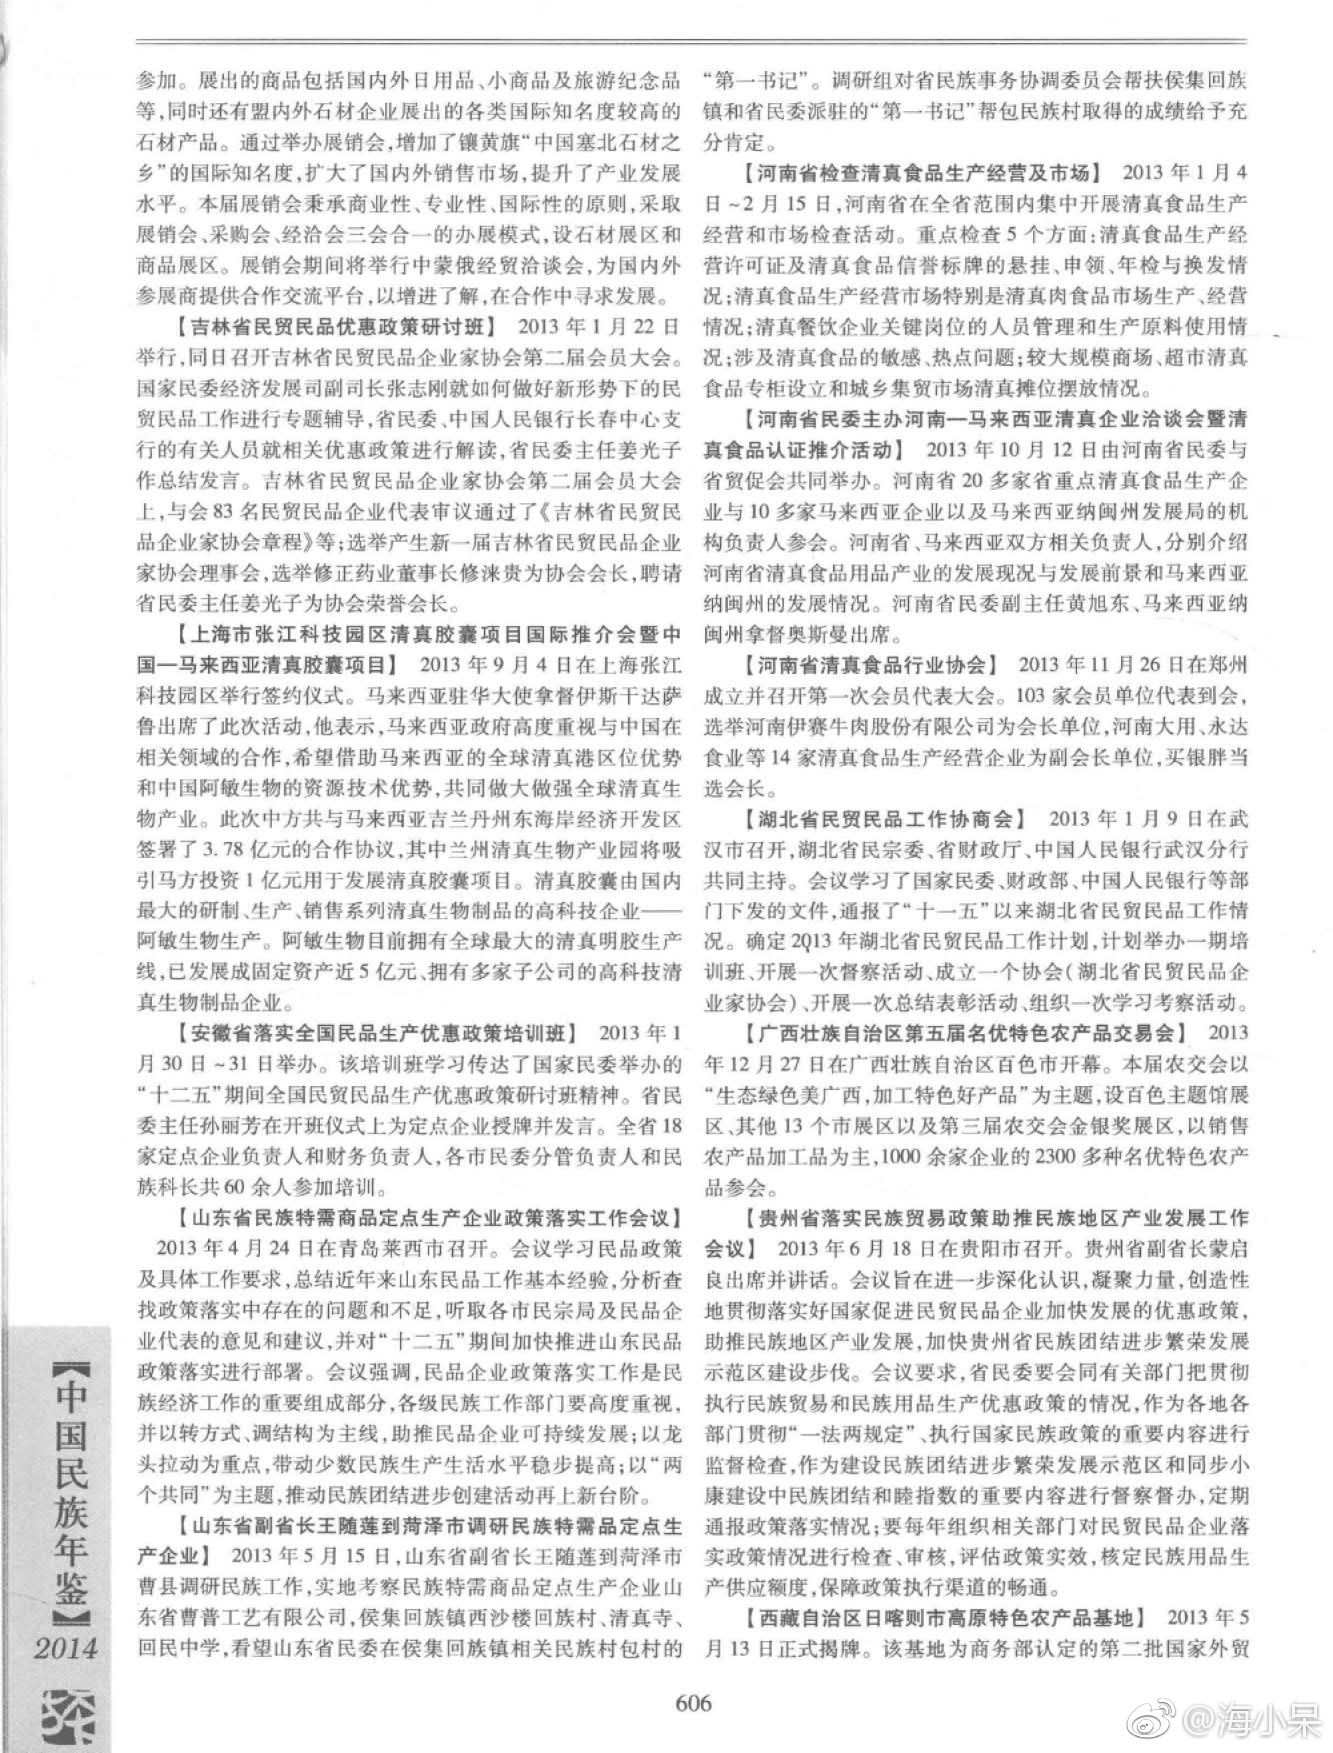 参加。展出的商品包括国内外日用品、小商品及旅游纪念品
等,同时还有盟内外石材企业展出的各类国际知名度较高的
石材产品。通过举办展销会,增加了镶黄旗“中国塞北石材之
乡”的国际知名度,扩大了国内外销售市场,提升了产业发展
水平。本届展销会秉承商业性、专业性、国际性的原则,采取
展销会、采购会、经洽会三会合一的办展模式,设石材展区和
商品展区。展销会期间将举行中蒙俄经贸洽谈会,为国内外
参展商提供合作交流平台,以增进了解,在合作中寻求发展。
【吉林省民贸民品优惠政策研讨班】 2013年1月22日
举行,同日召开吉林省民贸民品企业家协会第二届会员大会。
国家民委经济发展司副司长张志刚就如何做好新形势下的民
贸民品工作进行专题辅导,省民委、中国人民银行长春中心支
行的有关人员就相关优惠政策进行解读,省民委主任姜光子
作总结发言。吉林省民贸民品企业家协会第二届会员大会
上,与会83名民贸民品企业代表审议通过了《吉林省民贸民
品企业家协会章程》等;选举产生新一届吉林省民贸民品企业
家协会理事会,选举修正药业董事长修涞贵为协会会长,聘请
省民委主任姜光子为协会荣誉会长。
【上海市张江科技园区清真胶囊项目国际推介会暨中
国—马来西亚清真胶囊项目】 2013年9月4日在上海张江
科技园区举行签约仪式。马来西亚驻华大使拿督伊斯干达萨
鲁出席了此次活动,他表示,马来西亚政府高度重视与中国在
相关领域的合作,希望借助马来西亚的全球清真港区位优势
和中国阿敏生物的资源技术优势,共同做大做强全球清真生
物产业。此次中方共与马来西亚吉兰丹州东海岸经济开发区
签署了3.78亿元的合作协议,其中兰州清真生物产业园将吸
引马方投资1亿元用于发展清真胶囊项目。清真胶囊由国内
最大的研制、生产、销售系列清真生物制品的高科技企业——
阿敏生物生产。阿敏生物目前拥有全球最大的清真明胶生产
线,已发展成固定资产近5亿元、拥有多家子公司的高科技清
真生物制品企业。
【安徽省落实全国民品生产优惠政策培训班】 2013年1
月30日~31日举办。该培训班学习传达了国家民委举办的
“十二五”期间全国民贸民品生产优惠政策研讨班精神。省民
委主任孙丽芳在开班仪式上为定点企业授牌并发言。全省18
家定点企业负责人和财务负责人,各市民委分管负责人和民
族科长共60余人参加培训。
【山东省民族特需商品定点生产企业政策落实工作会议】
2013年4月24日在青岛莱西市召开。会议学习民品政策
及具体工作要求,总结近年来山东民品工作基本经验,分析查
找政策落实中存在的问题和不足,听取各市民宗局及民品企
业代表的意见和建议,并对“十二五”期间加快推进山东民品
政策落实进行部署。会议强调,民品企业政策落实工作是民
族经济工作的重要组成部分,各级民族工作部门要高度重视,
并以转方式、调结构为主线,助推民品企业可持续发展;以龙
头拉动为重点,带动少数民族生产生活水平稳步提高;以“两
个共同”为主题,推动民族团结进步创建活动再上新台阶。
【山东省副省长王随莲到菏泽市调研民族特需品定点生
产企业】 2013年5月15日,山东省副省长王随莲到菏泽市
曹县调研民族工作,实地考察民族特需商品定点生产企业山
东省曹普工艺有限公司,侯集回族镇西沙楼回族村、清真寺、
回民中学,看望山东省民委在侯集回族镇相关民族村包村的
“第一书记”。调研组对省民族事务协调委员会帮扶侯集回族
镇和省民委派驻的“第一书记”帮包民族村取得的成绩给予充
分肯定。
【河南省检查清真食品生产经营及市场】 2013年1月4
日~2月15日,河南省在全省范围内集中开展清真食品生产
经营和市场检查活动。重点检查5个方面:清真食品生产经
营许可证及清真食品信誉标牌的悬挂、申领、年检与换发情
况;清真食品生产经营市场特别是清真肉食品市场生产、经营
情况;清真餐饮企业关键岗位的人员管理和生产原料使用情
况;涉及清真食品的敏感、热点问题;较大规模商场、超市清真
食品专柜设立和城乡集贸市场清真摊位摆放情况。
【河南省民委主办河南—马来西亚清真企业洽谈会暨清
真食品认证推介活动】 2013年10月12日由河南省民委与
省贸促会共同举办。河南省20多家省重点清真食品生产企
业与10多家马来西亚企业以及马来西亚纳闽州发展局的机
构负责人参会。河南省、马来西亚双方相关负责人,分别介绍
河南省清真食品用品产业的发展现况与发展前景和马来西亚
纳闽州的发展情况。河南省民委副主任黄旭东、马来西亚纳
闽州拿督奥斯曼出席。
【河南省清真食品行业协会】 2013年11月26日在郑州
成立并召开第一次会员代表大会。103家会员单位代表到会,
选举河南伊赛牛肉股份有限公司为会长单位,河南大用、永达
食业等14家清真食品生产经营企业为副会长单位,买银胖当
选会长。
【湖北省民贸民品工作协商会】 2013年1月9日在武
汉市召开,湖北省民宗委、省财政厅、中国人民银行武汉分行
共同主持。会议学习了国家民委、财政部、中国人民银行等部
门下发的文件,通报了“十一五”以来湖北省民贸民品工作情
况。确定2013年湖北省民贸民品工作计划,计划举办一期培
训班、开展一次督察活动、成立一个协会(湖北省民贸民品企
业家协会)、开展一次总结表彰活动、组织一次学习考察活动。
【广西壮族自治区第五届名优特色农产品交易会】 2013
年12月27日在广西壮族自治区百色市开幕。本届农交会以
“生态绿色美广西,加工特色好产品”为主题,设百色主题馆展
区、其他13个市展区以及第三届农交会金银奖展区,以销售
农产品加工品为主,1000余家企业的2300多种名优特色农产
品参会。
【贵州省落实民族贸易政策助推民族地区产业发展工作
会议】 2013年6月18日在贵阳市召开。贵州省副省长蒙启
良出席并讲话。会议旨在进一步深化认识,凝聚力量,创造性
地贯彻落实好国家促进民贸民品企业加快发展的优惠政策,
助推民族地区产业发展,加快贵州省民族团结进步繁荣发展
示范区建设步伐。会议要求,省民委要会同有关部门把贯彻
执行民族贸易和民族用品生产优惠政策的情况,作为各地各
部门贯彻“一法两规定”、执行国家民族政策的重要内容进行
监督检查,作为建设民族团结进步繁荣发展示范区和同步小
康建设中民族团结和睦指数的重要内容进行督察督办,定期
通报政策落实情况;要每年组织相关部门对民贸民品企业落
实政策情况进行检查、审核,评估政策实效,核定民族用品生
产供应额度,保障政策执行渠道的畅通。
【西藏自治区日喀则市高原特色农产品基地】 2013年5
月13日正式揭牌。该基地为商务部认定的第二批国家外贸
【中国民族年鉴】
2014
606
@海小呆